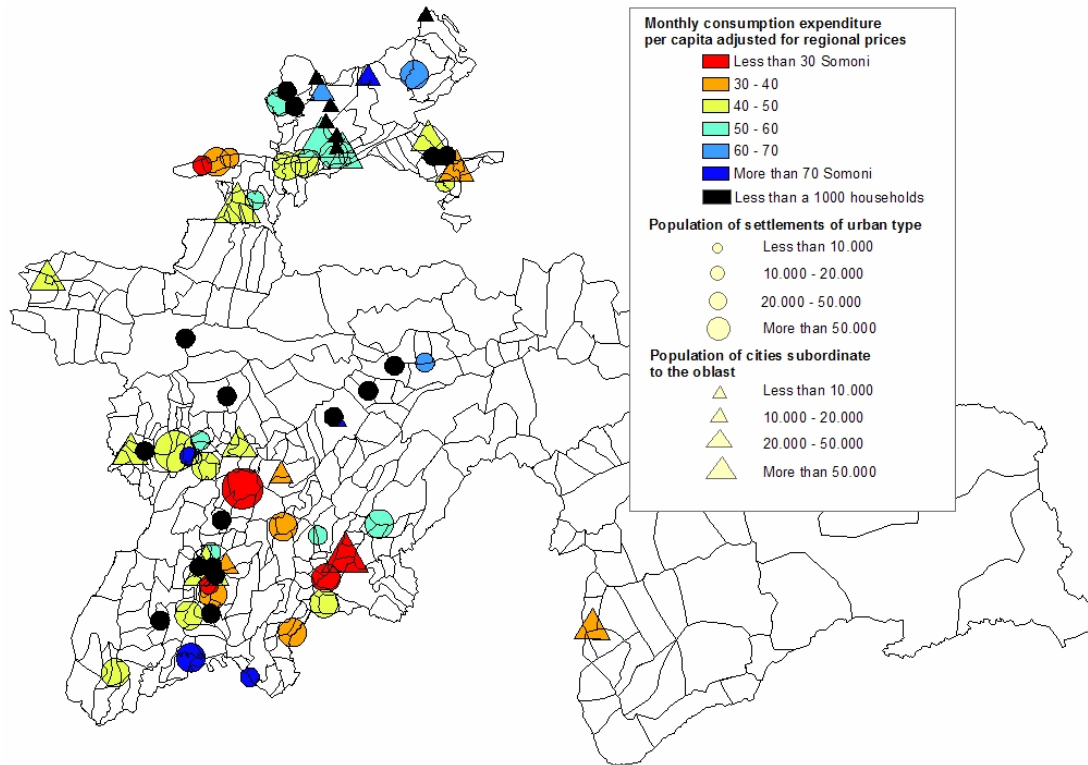 Monthly consumption expenditure
per capita adjusted for regional prices
Less than 30 Somoni
30 - 40
40 - 50
50 - 60
60 - 70
More than 70 Somoni
Less than a 1000 households
Population of settlements of urban type
Less than 10.000
10.000 - 20.000
20.000 - 50.000
More than 50.000
Population of cities subordinate
to the oblast
Less than 10.000
10.000 - 20.000
20.000 - 50.000
More than 50.000